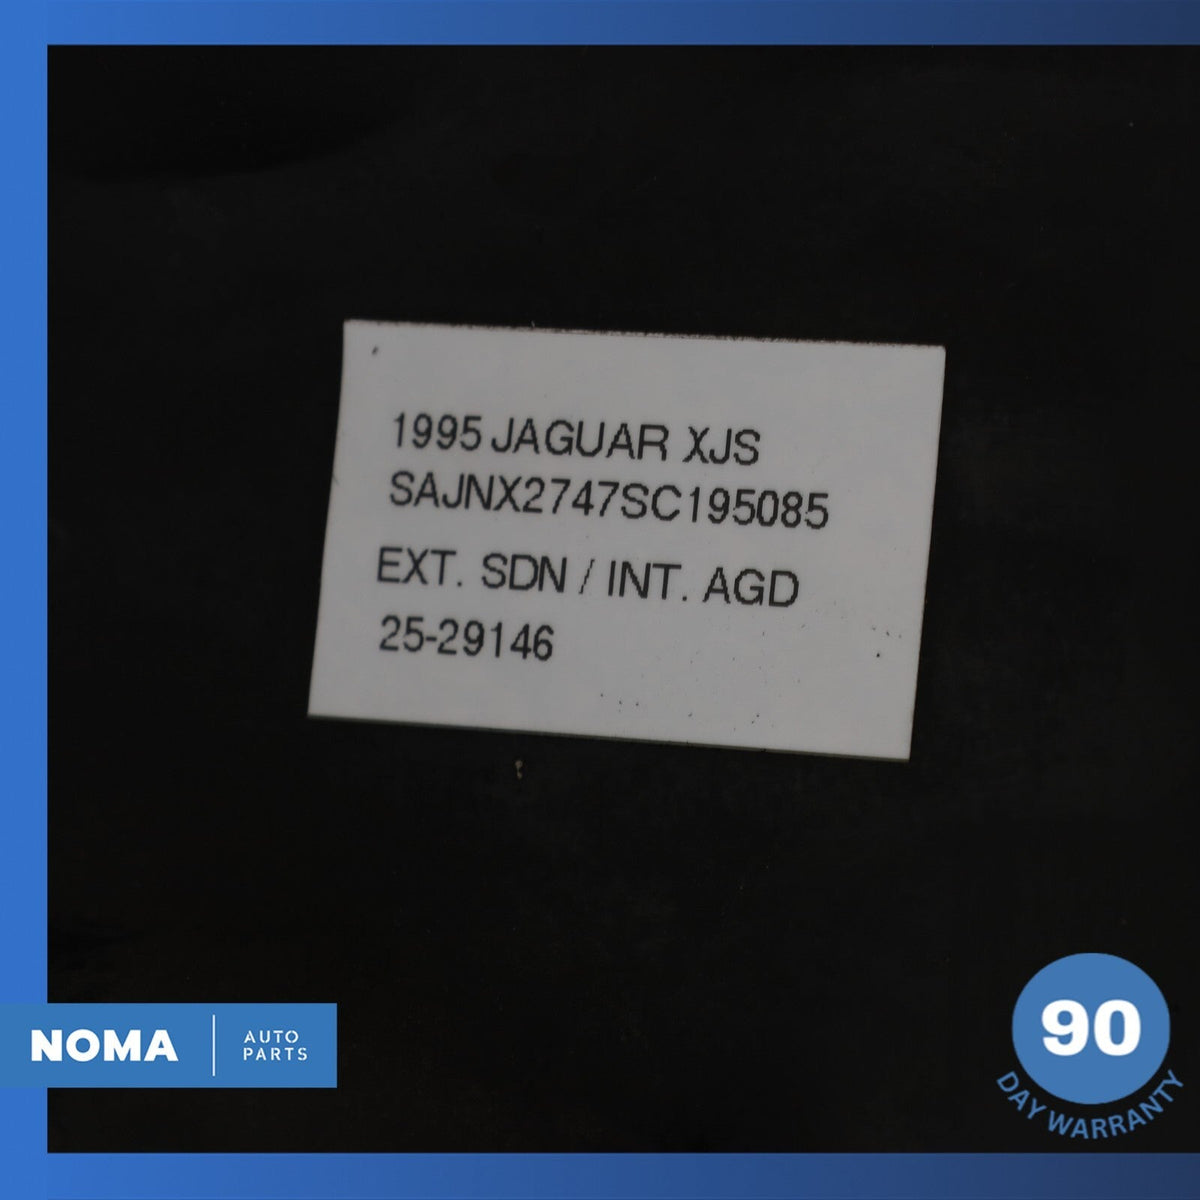 1995 JAGUAR XJS
SAJNX2747SC195085
EXT. SDN / INT. AGD
25-29146
NOMA
AUTO
PARTS
90
DAY WARRANTY